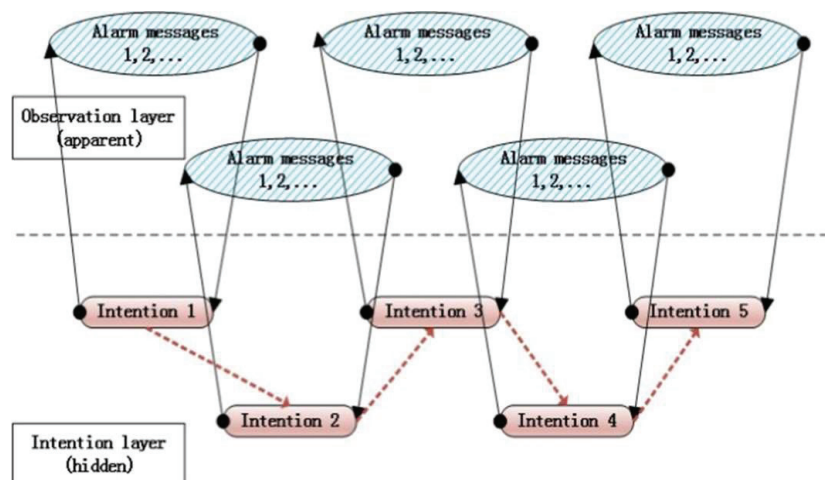 Alarm messages
1,2,...
Alarm messages
1,2,...
Alarm messages
1,2,...
Observation layer
(apparent)
Alarm messages
1,2,...
Alarm messages
1,2,...
Intention 1
Intention 3
Intention 5
Intention 2
Intention 4
Intention layer
(hidden)